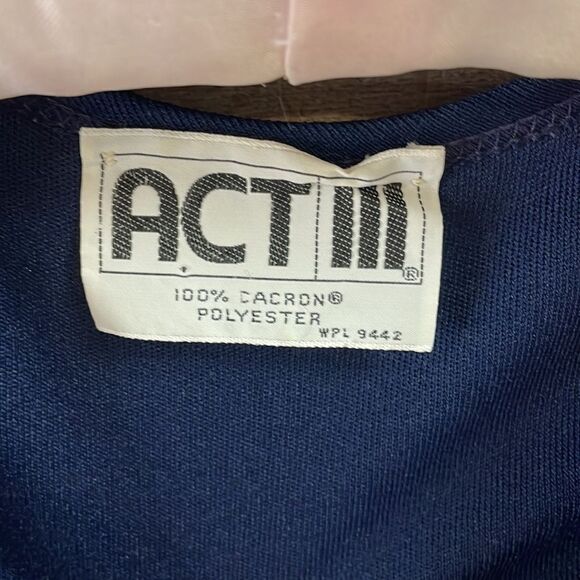 ACT III®
100% DACRON®
POLYESTER
WPL 9442